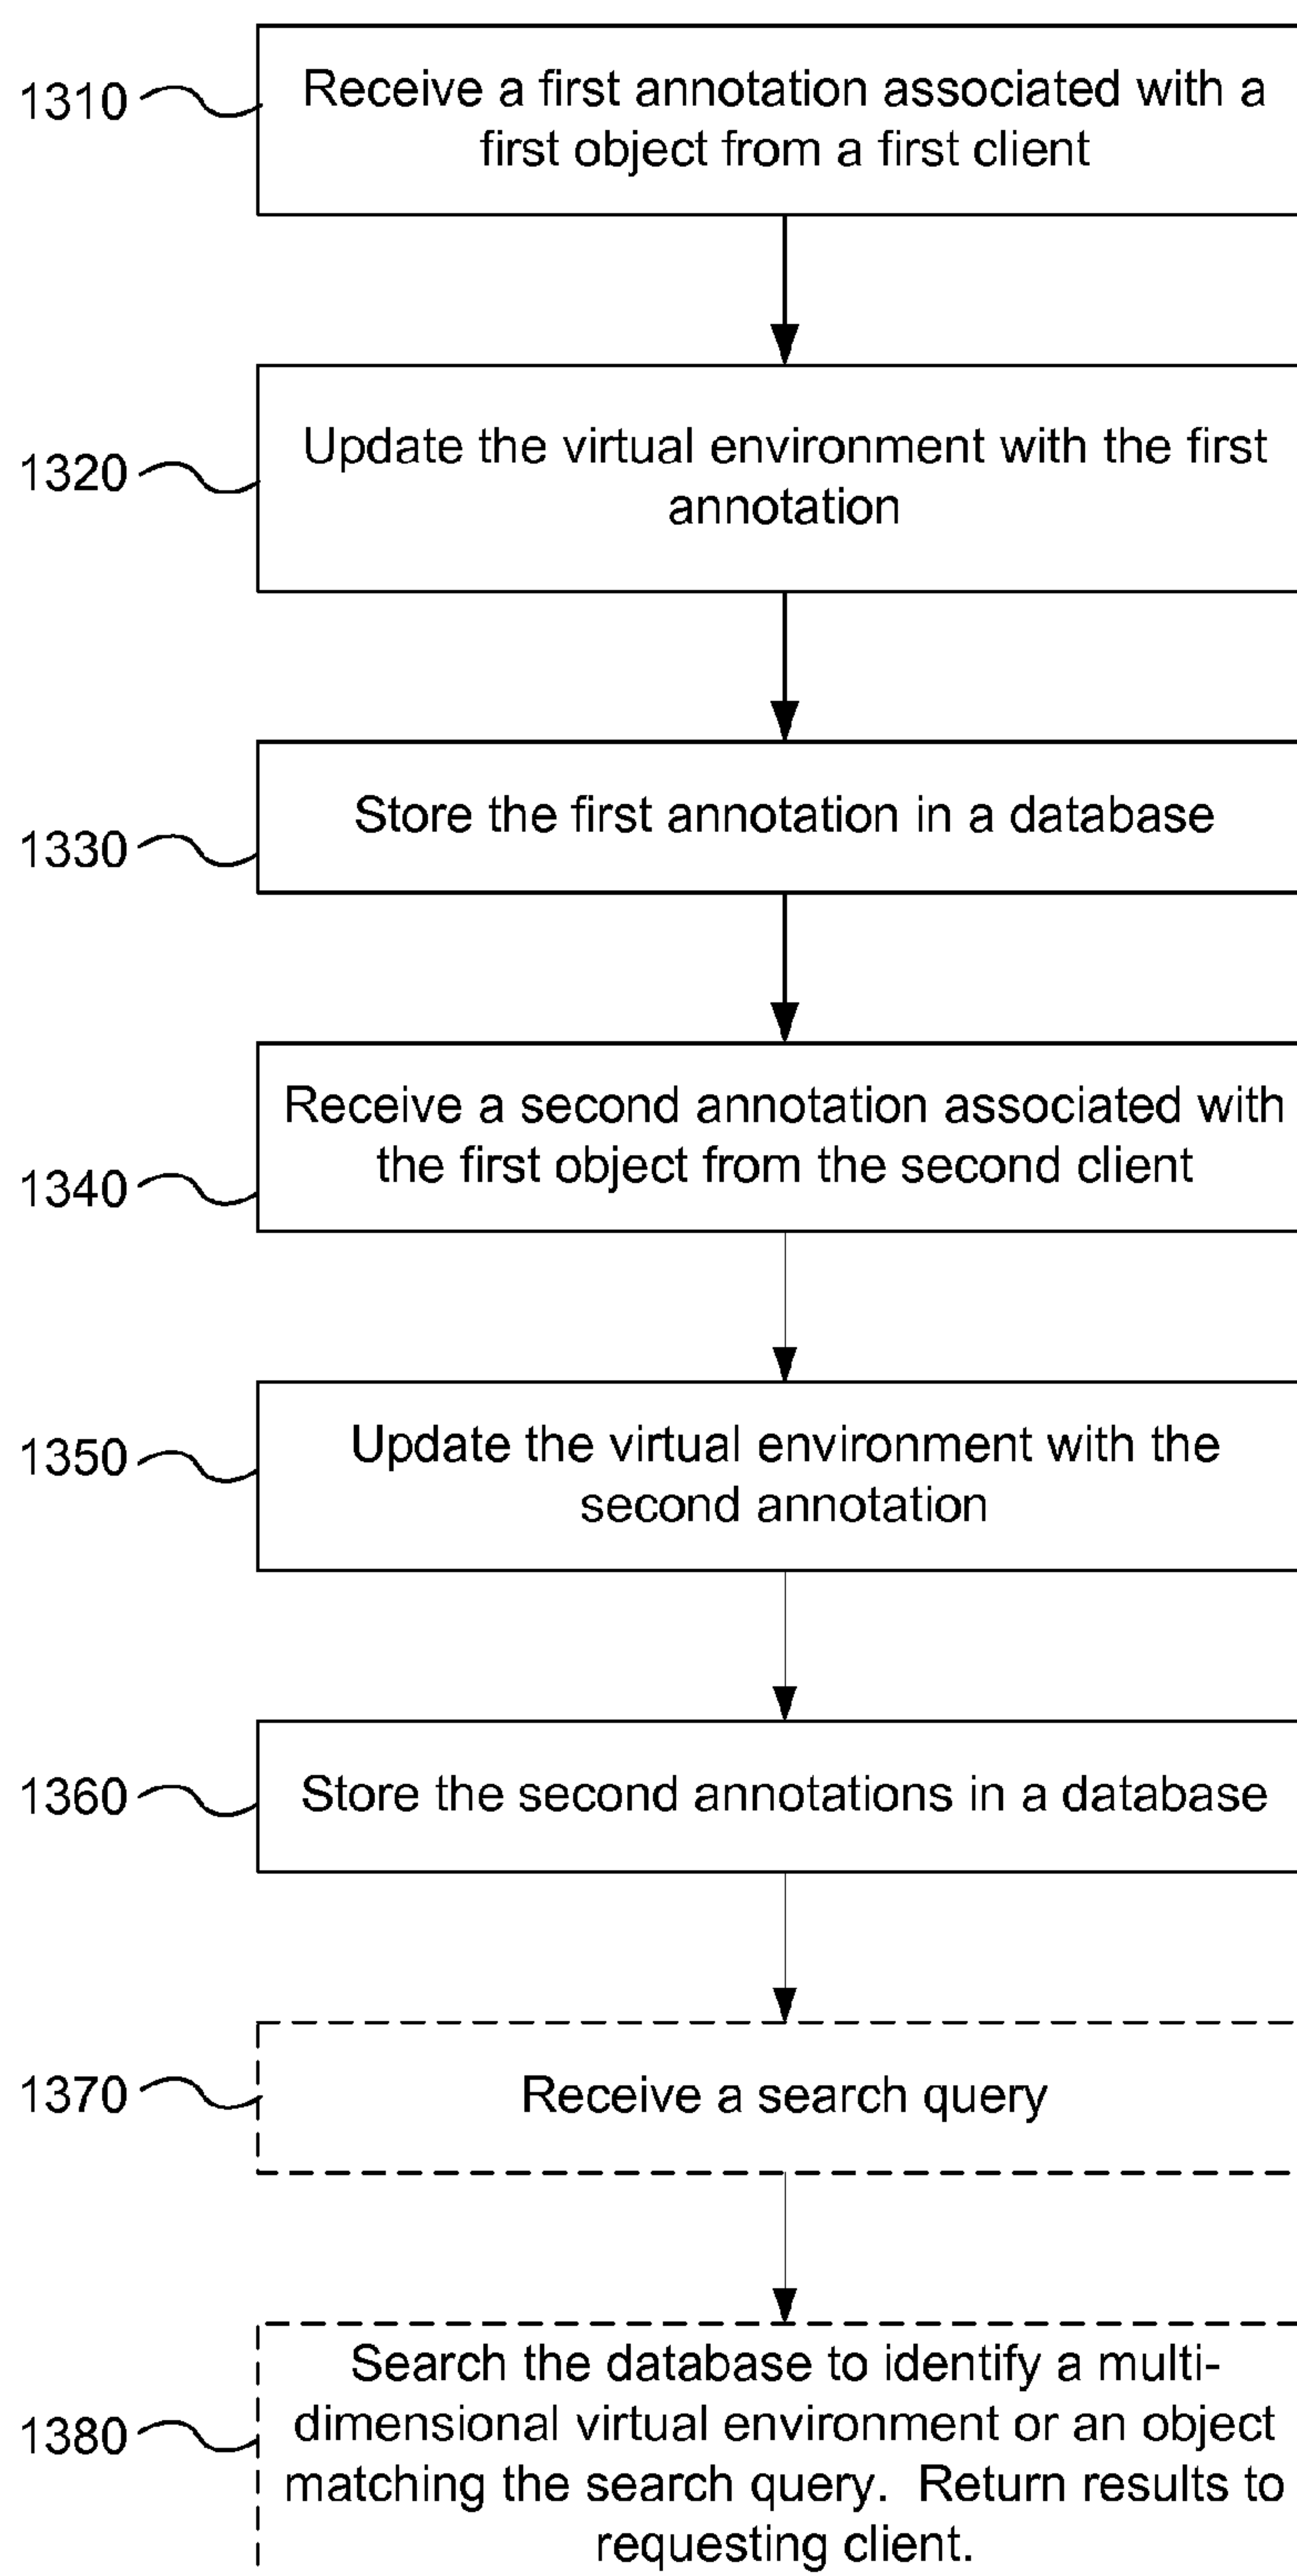 1310
Receive a first annotation associated with a
first object from a first client
1320
Update the virtual environment with the first
annotation
1330
Store the first annotation in a database
1340
Receive a second annotation associated with
the first object from the second client
1350
Update the virtual environment with the
second annotation
1360
Store the second annotations in a database
1370
Receive a search query
1380
Search the database to identify a multi-
dimensional virtual environment or an object
matching the search query.  Return results to
requesting client.